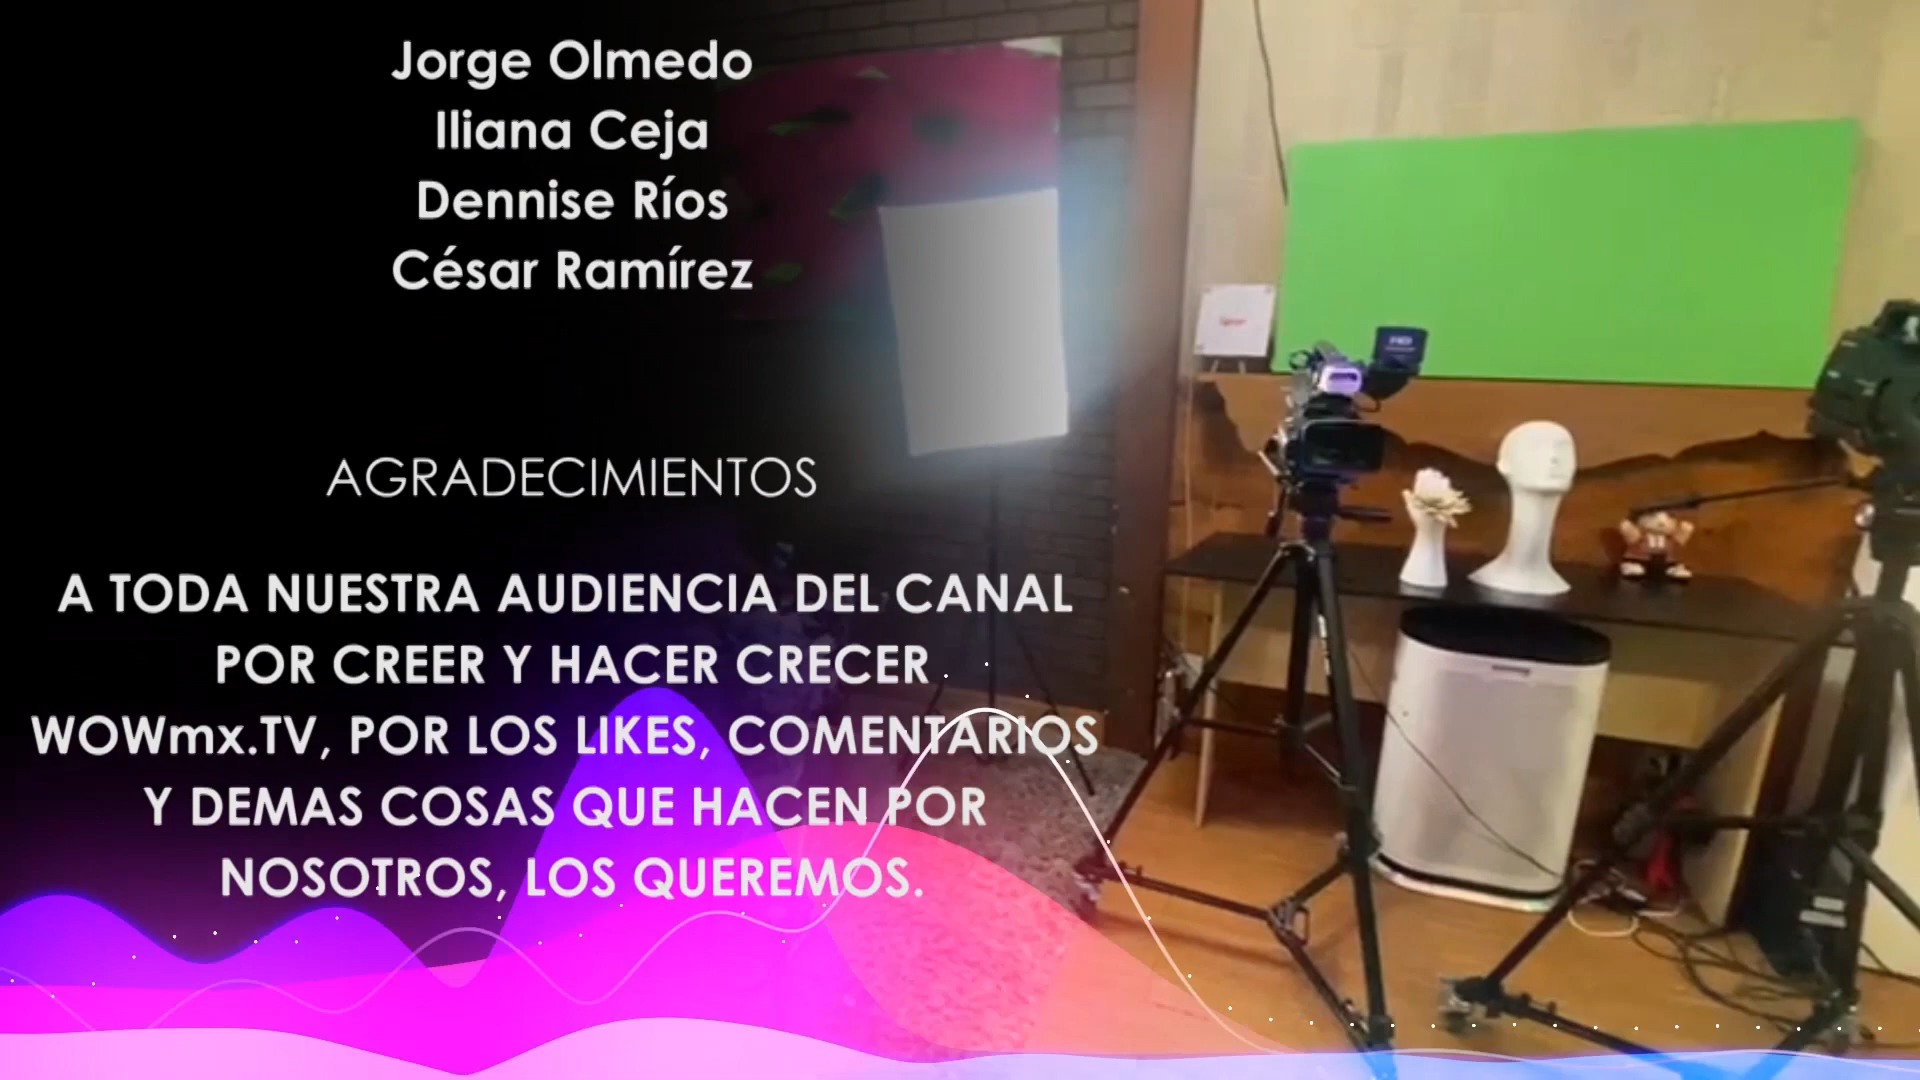 Jorge Olmedo
Iliana Ceja
Dennise Ríos
César Ramírez
AGRADECIMIENTOS
A TODA NUESTRA AUDIENCIA DEL CANAL
POR CREER Y HACER CRECER
WOWmx.TV, POR LOS LIKES, COMENTARIOS
Y DEMAS COSAS QUE HACEN POR
NOSOTROS, LOS QUEREMOS.